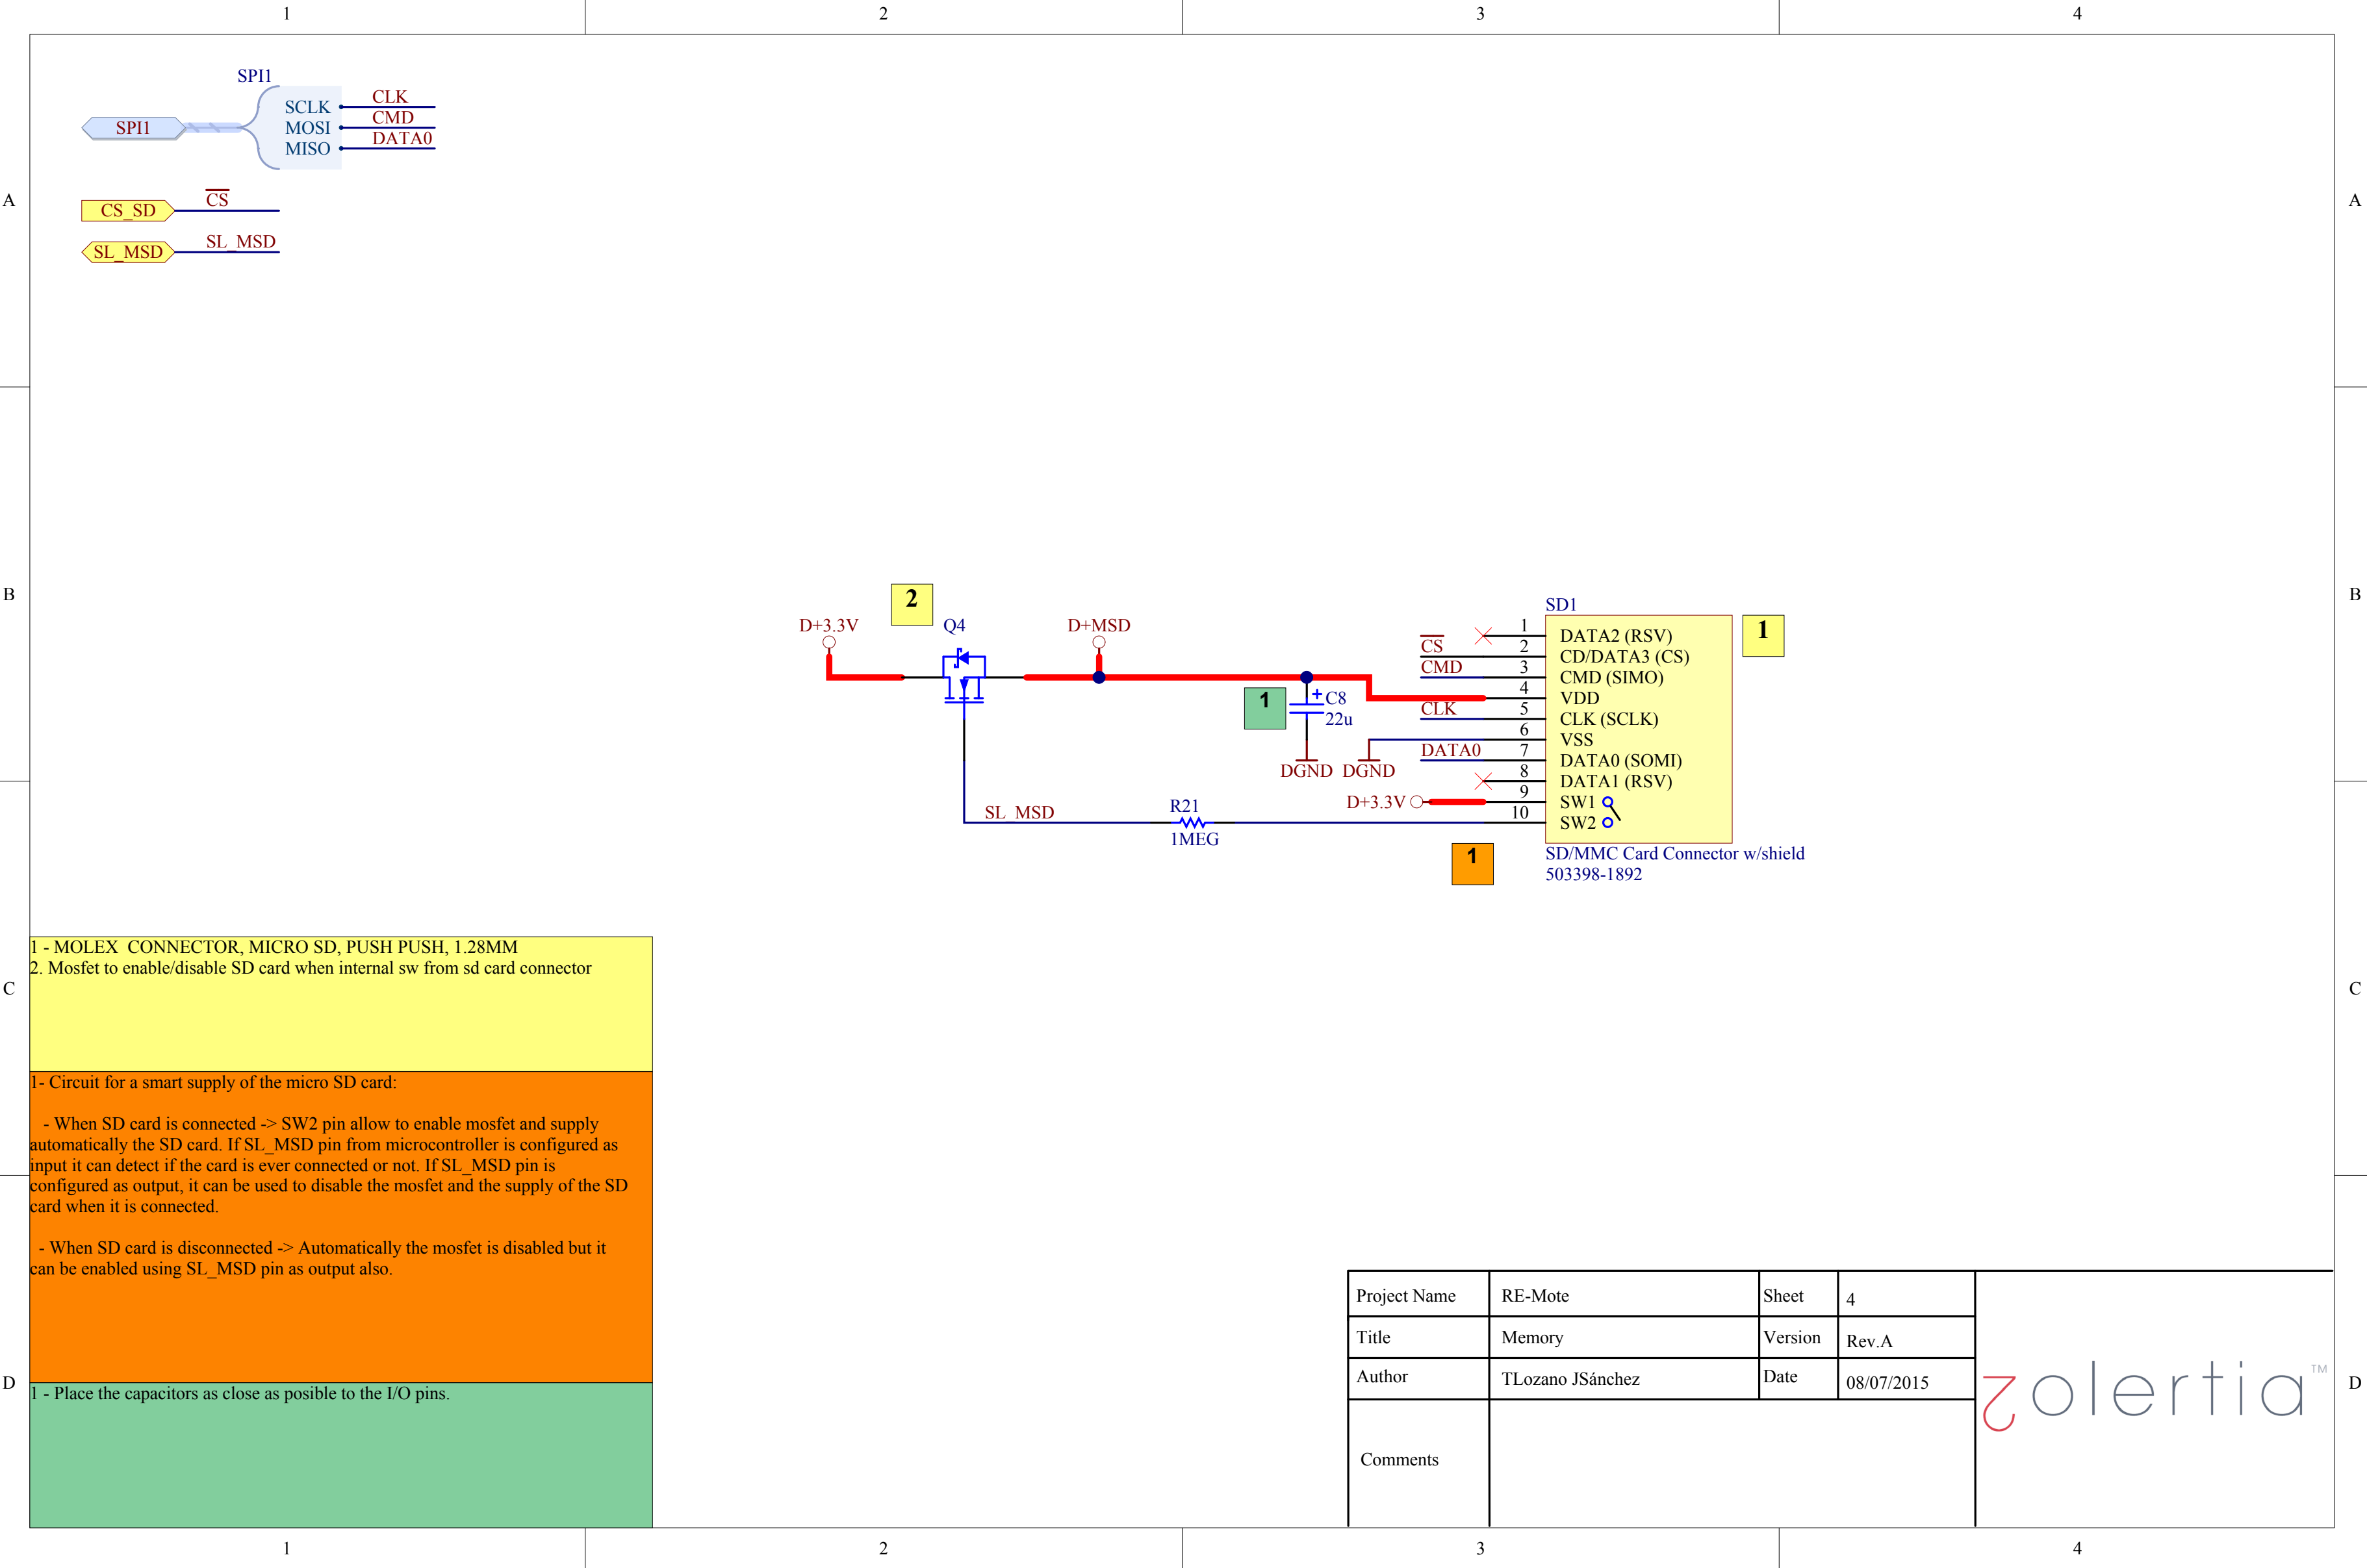 1 2 3 4
SPI1
SPI1
SCLK CLK
MOSI CMD
MISO DATA0
A A
CS_SD CS
SL_MSD SL_MSD
B B
2
1
D+3.3V Q4 D+MSD
SD1
1 DATA2 (RSV)
CS 2 CD/DATA3 (CS)
CMD 3 CMD (SIMO)
4 VDD
1 + C8
22u
CLK 5 CLK (SCLK)
6 VSS
DATA0 7 DATA0 (SOMI)
DGND DGND
8 DATA1 (RSV)
D+3.3V 9 SW1
SL_MSD R21 10 SW2
1MEG
1
SD/MMC Card Connector w/shield
503398-1892
C C
1 - MOLEX CONNECTOR, MICRO SD, PUSH PUSH, 1.28MM
2. Mosfet to enable/disable SD card when internal sw from sd card connector
1- Circuit for a smart supply of the micro SD card:
- When SD card is connected -> SW2 pin allow to enable mosfet and supply
automatically the SD card. If SL_MSD pin from microcontroller is configured as
input it can detect if the card is ever connected or not. If SL_MSD pin is
configured as output, it can be used to disable the mosfet and the supply of the SD
card when it is connected.
- When SD card is disconnected -> Automatically the mosfet is disabled but it
can be enabled using SL_MSD pin as output also.
D D
1 - Place the capacitors as close as posible to the I/O pins.
Project Name RE-Mote Sheet 4
Title Memory Version Rev.A
Author TLozano JSánchez Date 08/07/2015
Comments
zolertia™
1 2 3 4